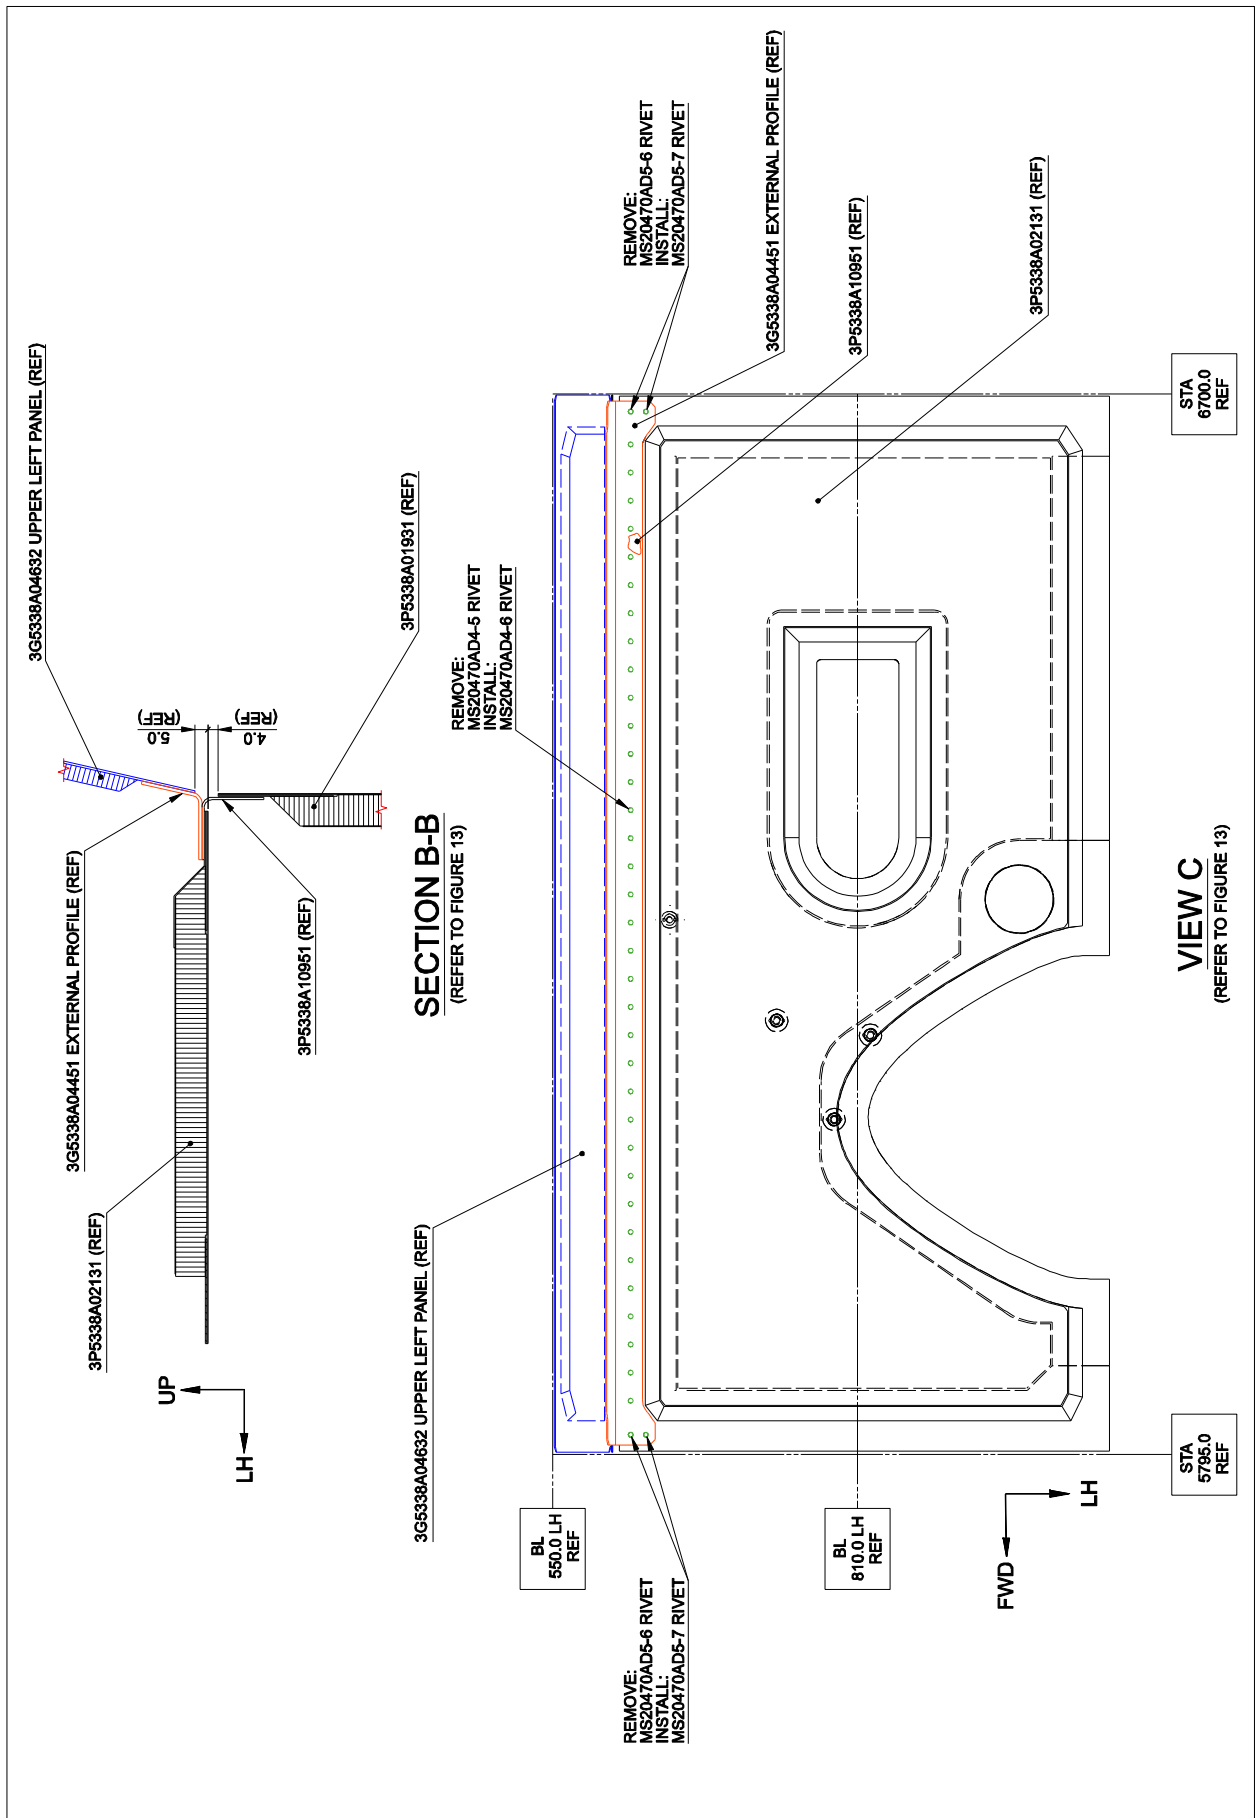 3G5338A04632 UPPER LEFT PANEL (REF)
3G5338A04451 EXTERNAL PROFILE (REF)
3P5338A02131 (REF)
UP
LH
5.0
(REF)
4.0
(REF)
3P5338A01931 (REF)
3P5338A10951 (REF)
SECTION B-B
(REFER TO FIGURE 13)
3G5338A04632 UPPER LEFT PANEL (REF)
REMOVE:
MS20470AD4-5 RIVET
INSTALL:
MS20470AD4-6 RIVET
REMOVE:
MS20470AD5-6 RIVET
INSTALL:
MS20470AD5-7 RIVET
3G5338A04451 EXTERNAL PROFILE (REF)
3P5338A10951 (REF)
3P5338A02131 (REF)
BL
550.0 LH
REF
REMOVE:
MS20470AD5-6 RIVET
INSTALL:
MS20470AD5-7 RIVET
BL
810.0 LH
REF
FWD
LH
STA
5795.0
REF
STA
6700.0
REF
VIEW C
(REFER TO FIGURE 13)